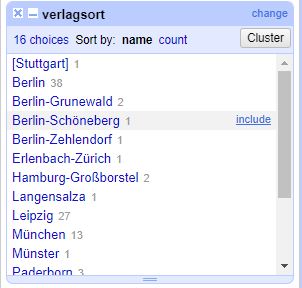 verlagsort change
16 choices Sort by: name count Cluster
[Stuttgart] 1
Berlin 38
Berlin-Grunewald 2
Berlin-Schöneberg 1 include
Berlin-Zehlendorf 1
Erlenbach-Zürich 1
Hamburg-Großborstel 2
Langensalza 1
Leipzig 27
München 13
Münster 1
Paderborn 3